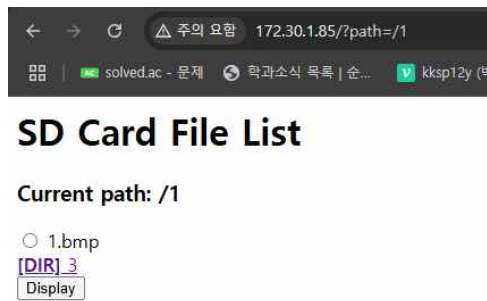 주의 요함 172.30.1.85/?path=/1
solved.ac - 문제 학과소식 목록 | 순... kksp12y
SD Card File List
Current path: /1
1.bmp
[DIR] 3
Display